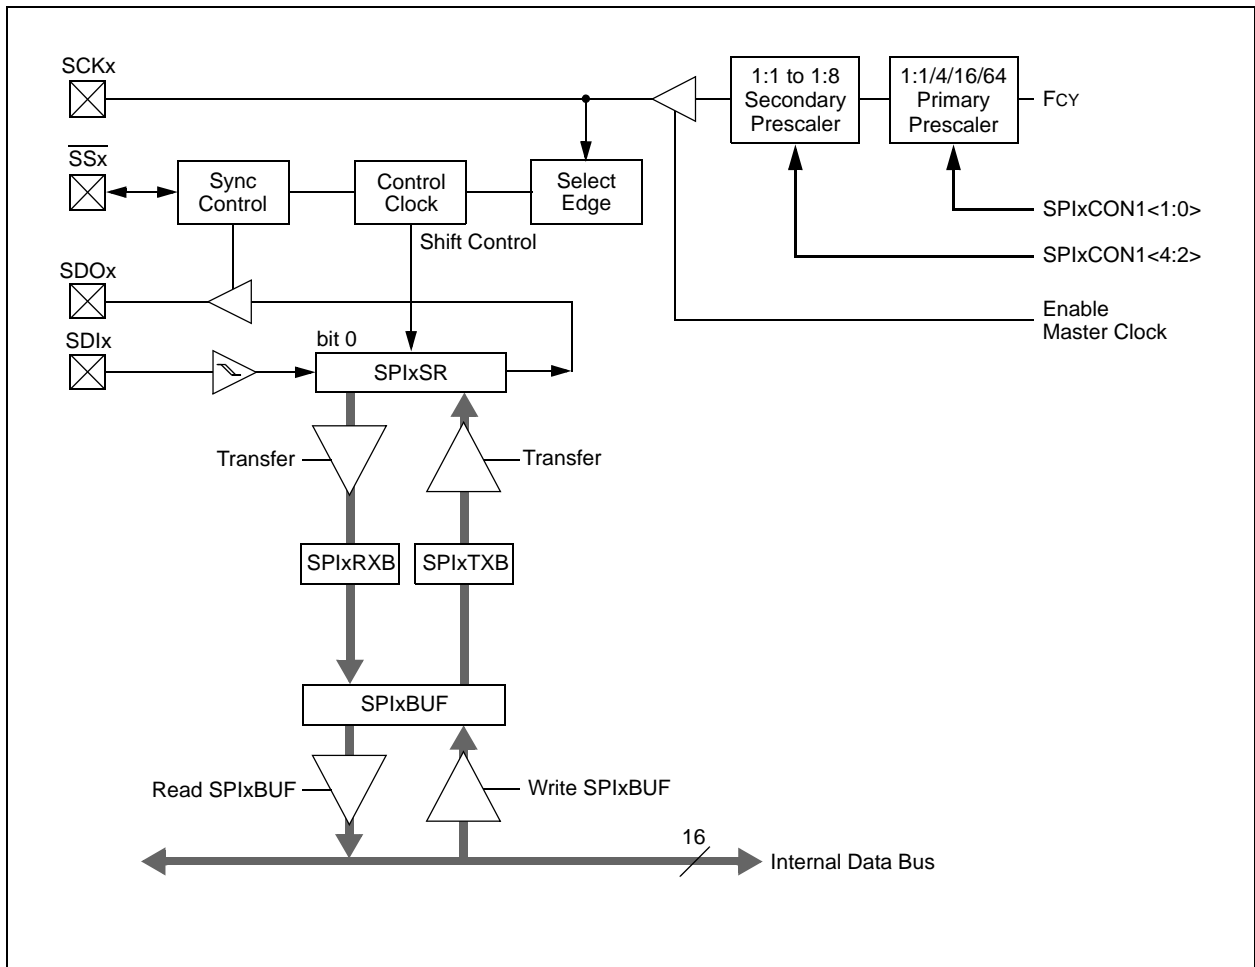 SCKx
1:1 to 1:8
Secondary
Prescaler
1:1/4/16/64
Primary
Prescaler
FCY
SSx
Sync
Control
Control
Clock
Select
Edge
SPIxCON1<1:0>
Shift Control
SPIxCON1<4:2>
SDOx
Enable
Master Clock
SDIx
bit 0
SPIxSR
Transfer
Transfer
SPIxRXB
SPIxTXB
SPIxBUF
Read SPIxBUF
Write SPIxBUF
16
Internal Data Bus